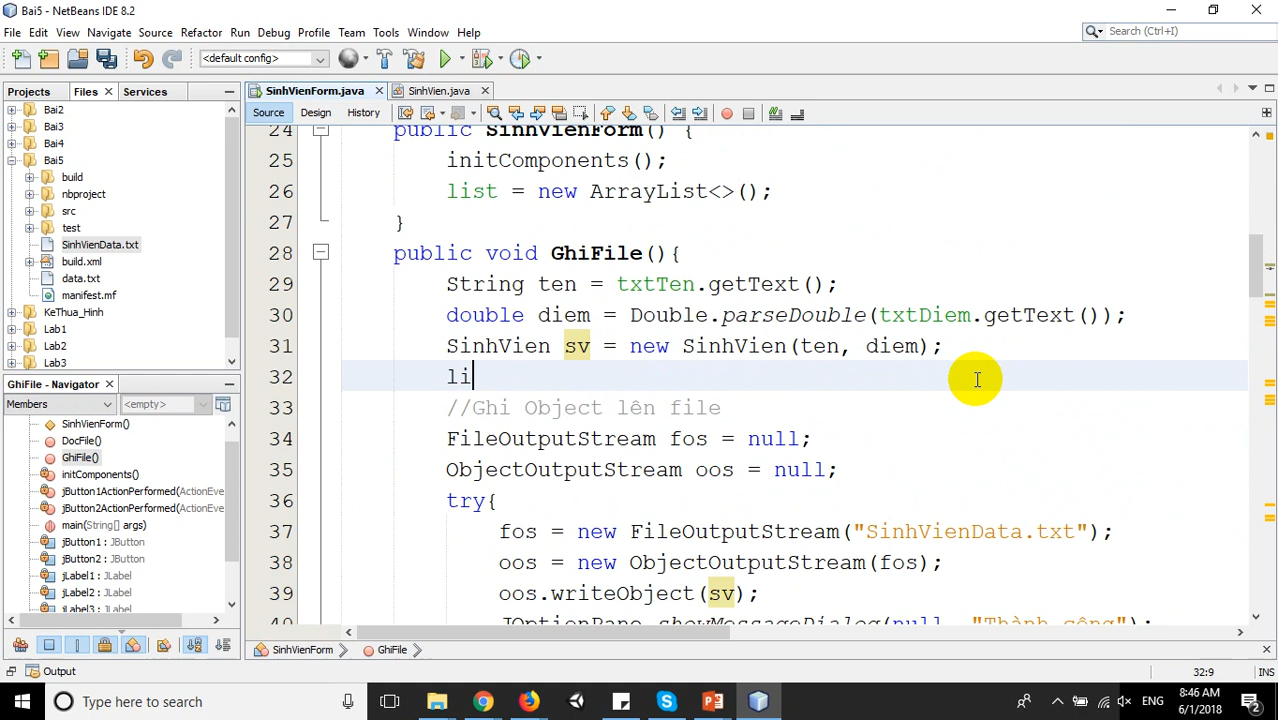 Bai5 - NetBeans IDE 8.2
File Edit View Navigate Source Refactor Run Debug Profile Team Tools Window Help
Search (Ctrl+I)
<default config>
Projects Files Services
SinhVienForm.java SinhVien.java
Source Design History
Bai2
Bai3
Bai4
Bai5
build
nbproject
src
test
SinhVienData.txt
build.xml
data.txt
manifest.mf
KeThua_Hinh
Lab1
Lab2
Lab3
GhiFile - Navigator
Members <empty>
SinhVienForm()
DocFile()
GhiFile()
initComponents()
jButton1ActionPerformed(ActionEve
jButton2ActionPerformed(ActionEve
main(String[] args)
jButton1 : JButton
jButton2 : JButton
jLabel1 : JLabel
jLabel2 : JLabel
jLabel3 : JLabel
24 public SinhVienForm() {
25 initComponents();
26 list = new ArrayList<>();
27 }
28 public void GhiFile(){
29 String ten = txtTen.getText();
30 double diem = Double.parseDouble(txtDiem.getText());
31 SinhVien sv = new SinhVien(ten, diem);
32 li
33 //Ghi Object lên file
34 FileOutputStream fos = null;
35 ObjectOutputStream oos = null;
36 try{
37 fos = new FileOutputStream("SinhVienData.txt");
38 oos = new ObjectOutputStream(fos);
39 oos.writeObject(sv);
40 JOptionPane.showMessageDialog(null, "Thành công");
SinhVienForm GhiFile
Output
32:9 INS
Type here to search
ENG
8:46 AM
6/1/2018
2